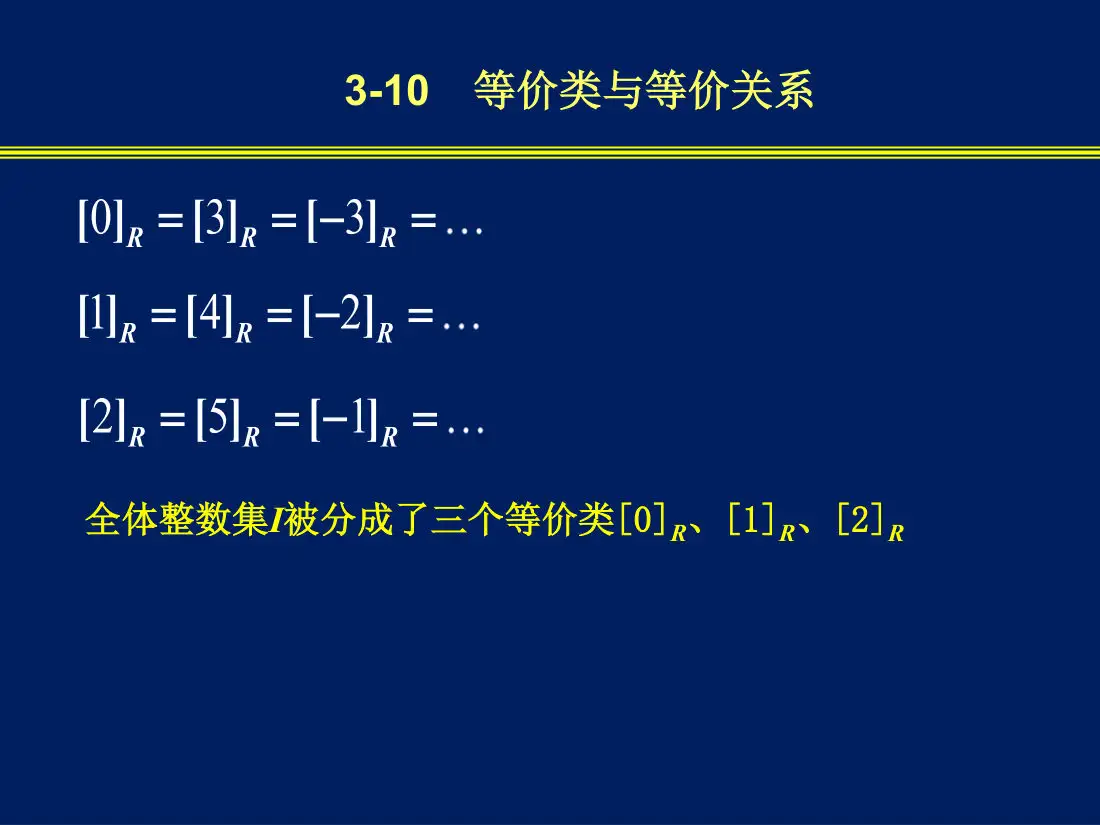 3-10 等价类与等价关系
[0]R = [3]R = [−3]R = …
[1]R = [4]R = [−2]R = …
[2]R = [5]R = [−1]R = …
全体整数集I被分成了三个等价类[0]R、[1]R、[2]R